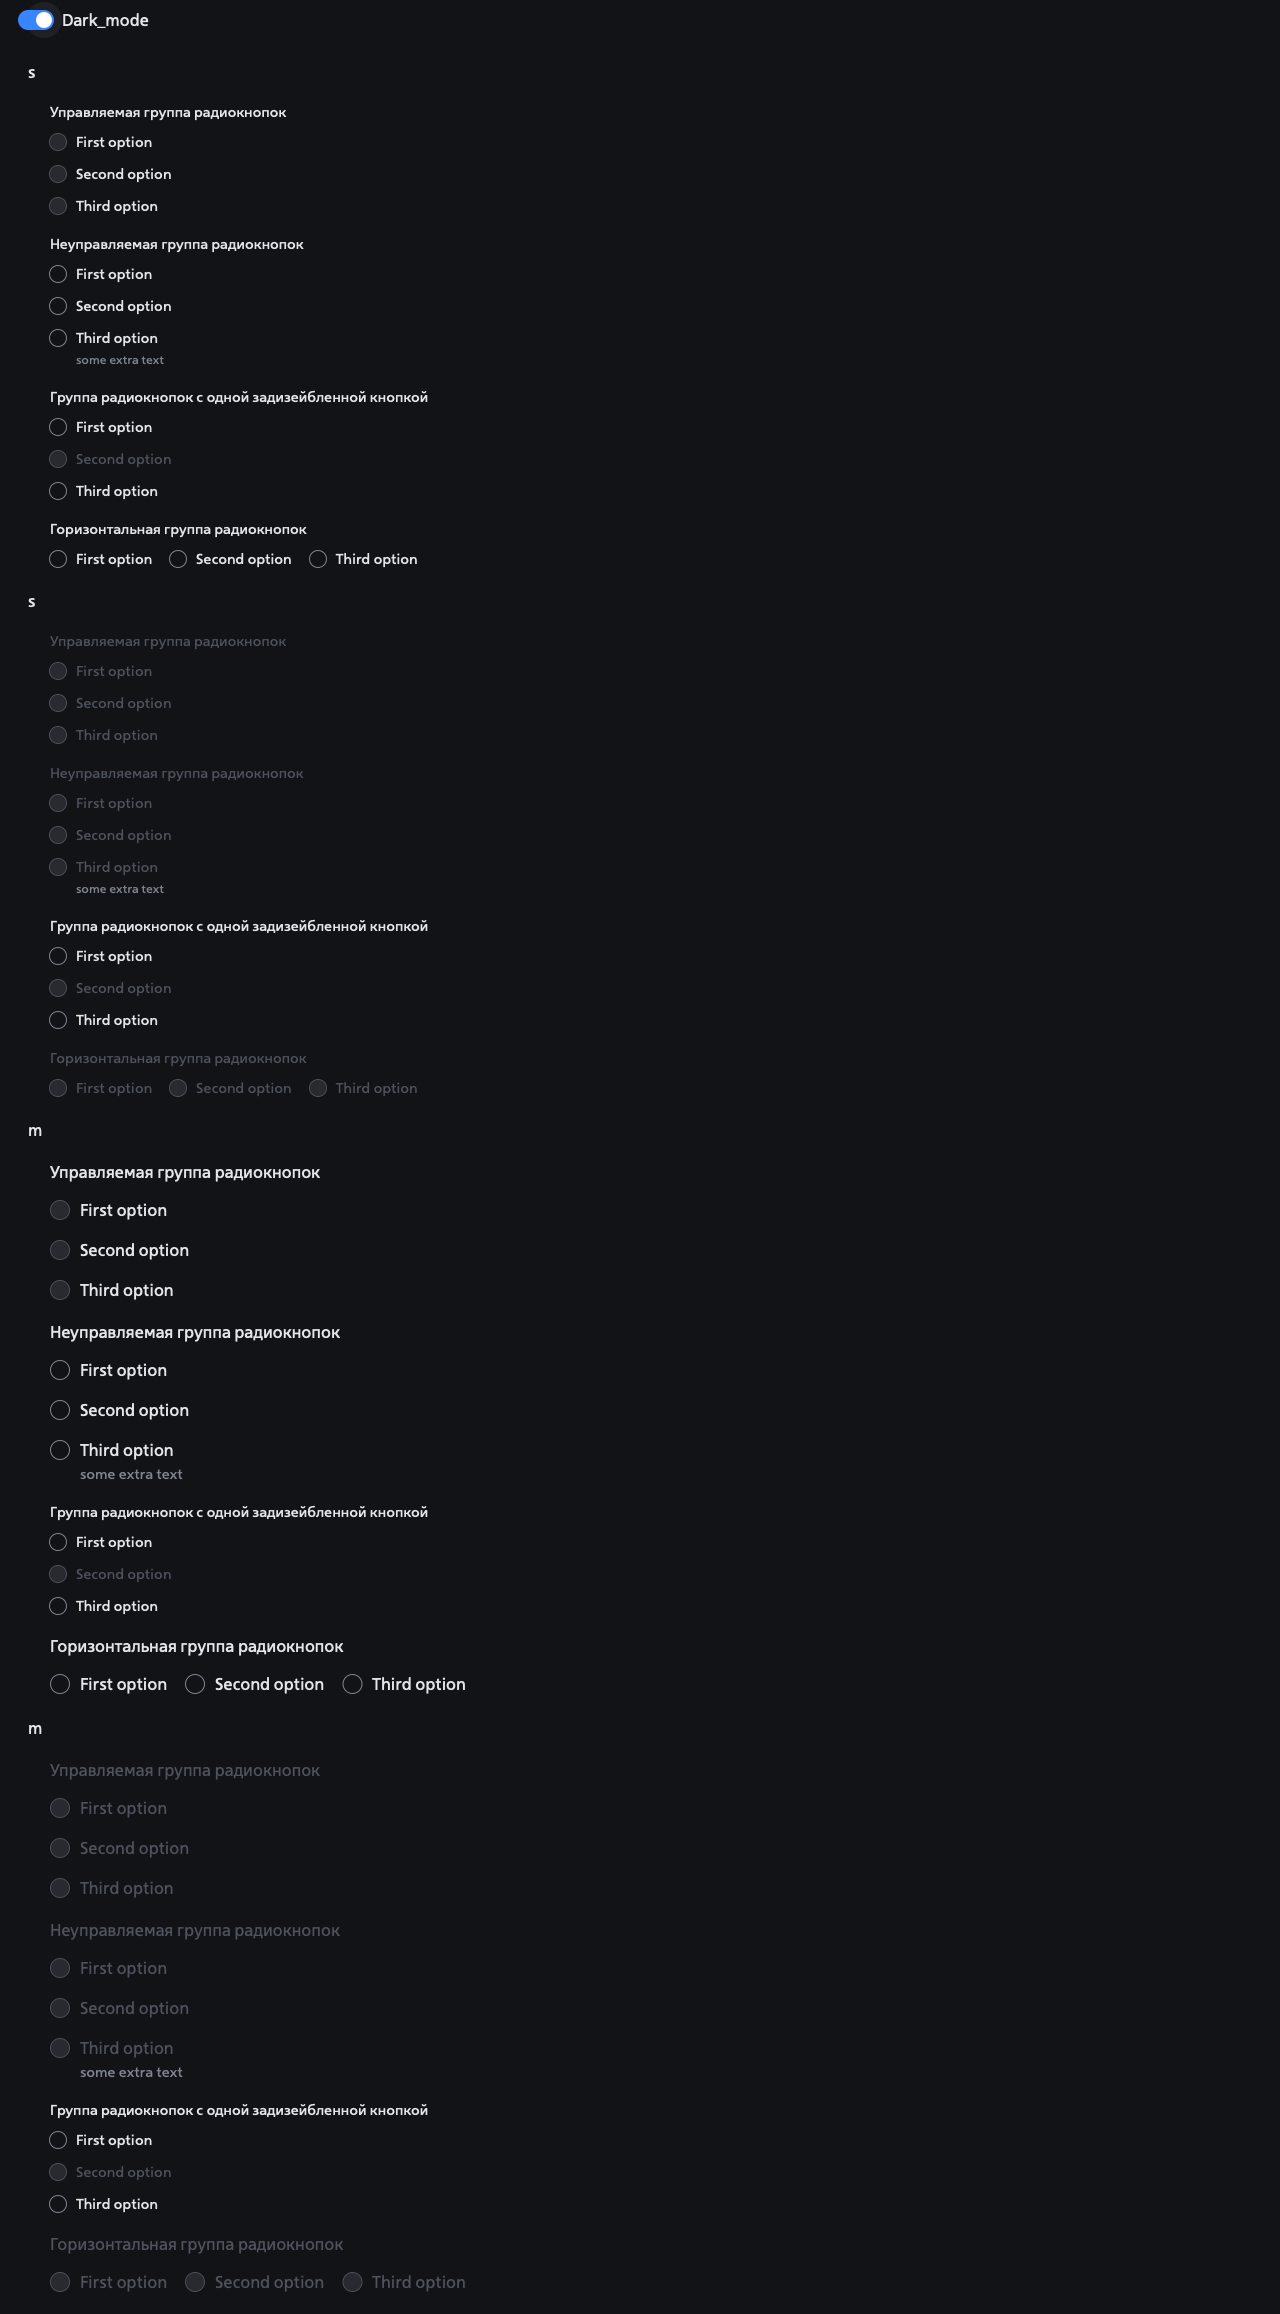 Dark_mode
s
Управляемая группа радиокнопок
First option
Second option
Third option
Неуправляемая группа радиокнопок
First option
Second option
Third option
some extra text
Группа радиокнопок с одной задизейбленной кнопкой
First option
Second option
Third option
Горизонтальная группа радиокнопок
First option Second option Third option
s
Управляемая группа радиокнопок
First option
Second option
Third option
Неуправляемая группа радиокнопок
First option
Second option
Third option
some extra text
Группа радиокнопок с одной задизейбленной кнопкой
First option
Second option
Third option
Горизонтальная группа радиокнопок
First option Second option Third option
m
Управляемая группа радиокнопок
First option
Second option
Third option
Неуправляемая группа радиокнопок
First option
Second option
Third option
some extra text
Группа радиокнопок с одной задизейбленной кнопкой
First option
Second option
Third option
Горизонтальная группа радиокнопок
First option Second option Third option
m
Управляемая группа радиокнопок
First option
Second option
Third option
Неуправляемая группа радиокнопок
First option
Second option
Third option
some extra text
Группа радиокнопок с одной задизейбленной кнопкой
First option
Second option
Third option
Горизонтальная группа радиокнопок
First option Second option Third option